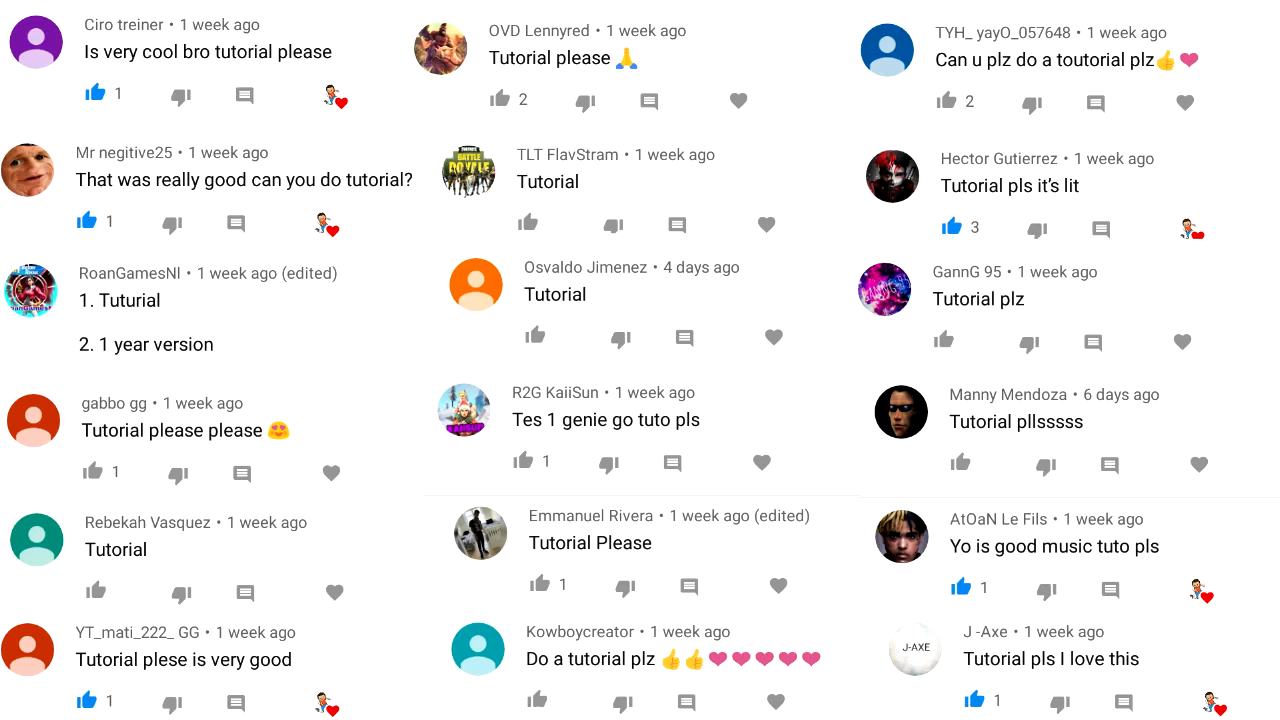 Ciro treiner • 1 week ago
Is very cool bro tutorial please
1
Mr negitive25 • 1 week ago
That was really good can you do tutorial?
1
RoanGamesNl • 1 week ago (edited)
1. Tuturial
2. 1 year version
gabbo gg • 1 week ago
Tutorial please please 😍
1
Rebekah Vasquez • 1 week ago
Tutorial
YT_mati_222_ GG • 1 week ago
Tutorial plese is very good
1
OVD Lennyred • 1 week ago
Tutorial please 🙏
2
BATTLE
ROYALE
TLT FlavStram • 1 week ago
Tutorial
Osvaldo Jimenez • 4 days ago
Tutorial
R2G KaiiSun • 1 week ago
Tes 1 genie go tuto pls
1
Emmanuel Rivera • 1 week ago (edited)
Tutorial Please
1
Kowboycreator • 1 week ago
Do a tutorial plz 👍👍❤❤❤❤❤
TYH_ yayO_057648 • 1 week ago
Can u plz do a toutorial plz👍❤
2
Hector Gutierrez • 1 week ago
Tutorial pls it’s lit
3
GannG 95 • 1 week ago
Tutorial plz
Manny Mendoza • 6 days ago
Tutorial pllsssss
AtOaN Le Fils • 1 week ago
Yo is good music tuto pls
1
J-AXE
J -Axe • 1 week ago
Tutorial pls I love this
1